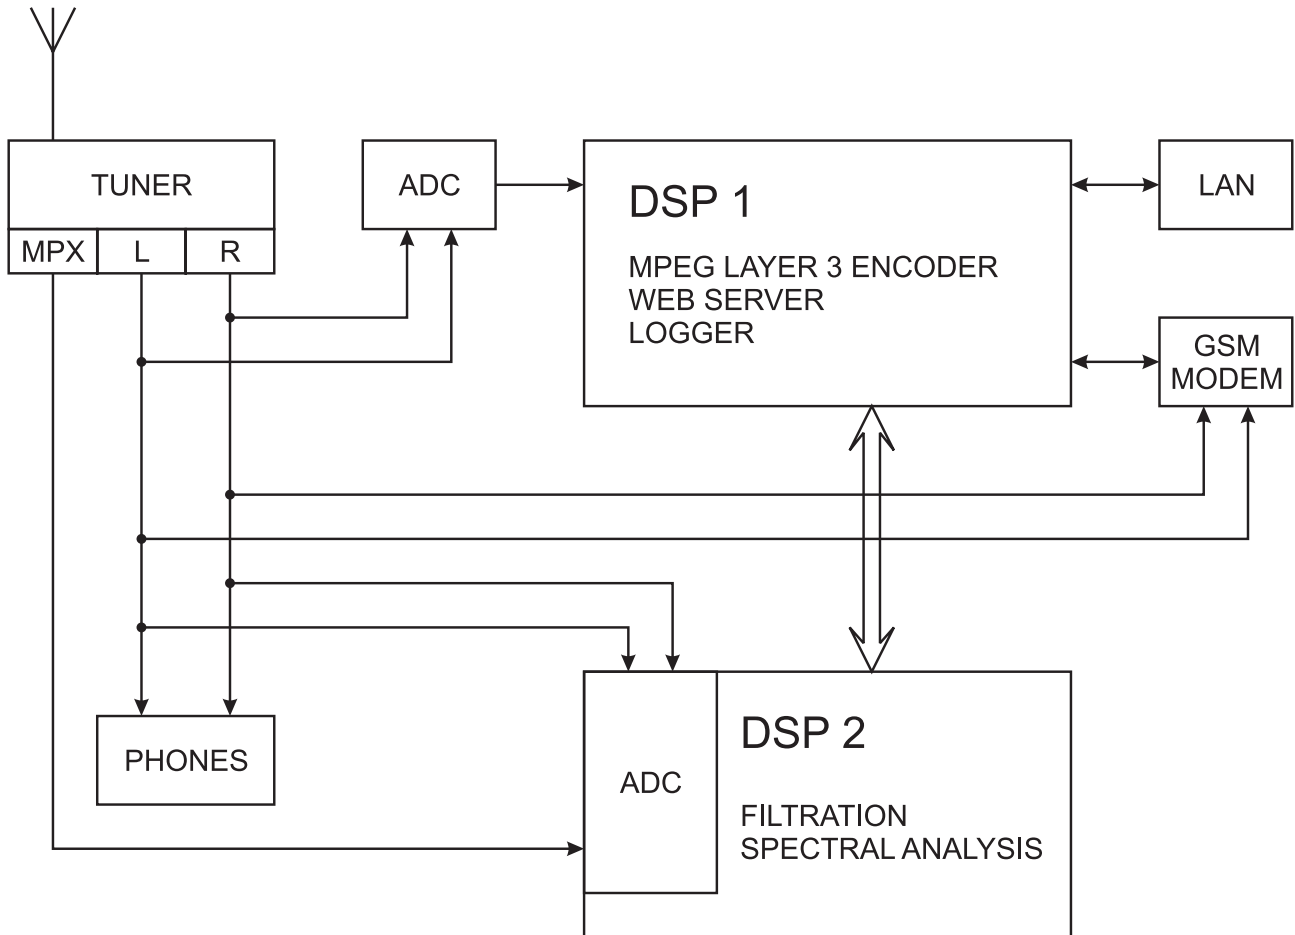 TUNER
MPX
L
R
ADC
DSP 1
MPEG LAYER 3 ENCODER
WEB SERVER
LOGGER
LAN
GSM
MODEM
PHONES
ADC
DSP 2
FILTRATION
SPECTRAL ANALYSIS